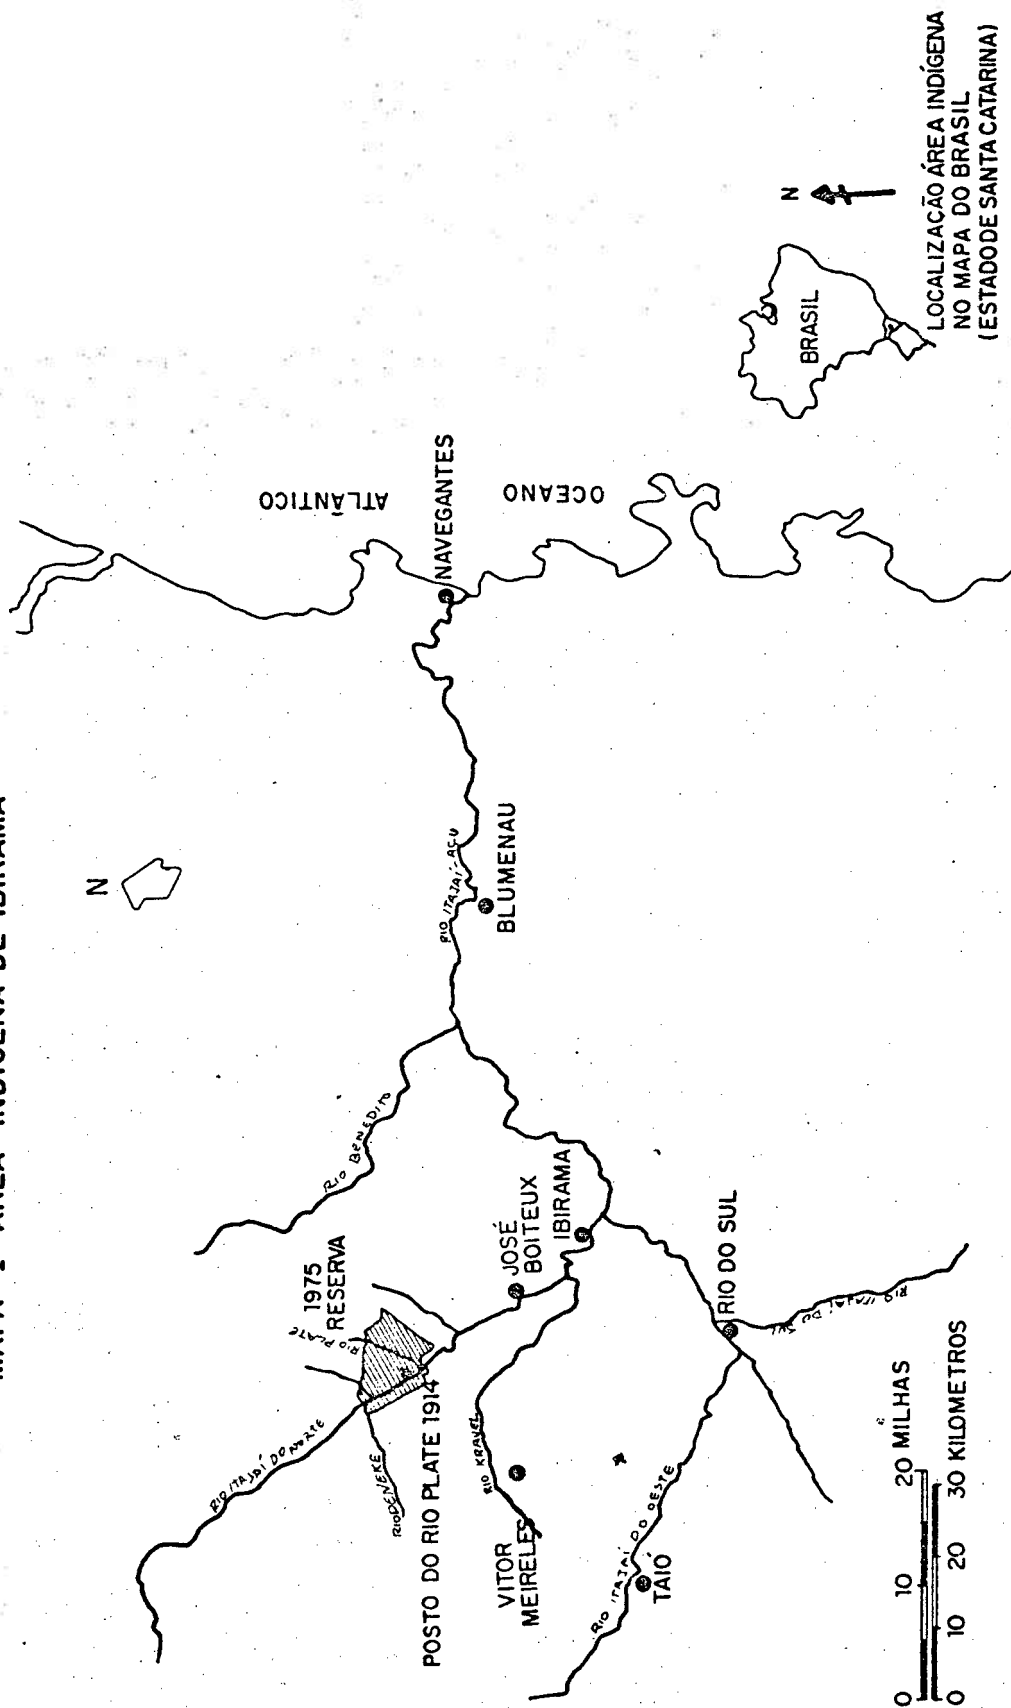 MAPA 1 ÁREA INDÍGENA DE IBIRAMA
N
ATLÂNTICO
OCEANO
NAVEGANTES
BLUMENAU
RIO ITAJAÍ-AÇU
RIO BENEDITO
1975
RESERVA
RIO PLATE
JOSÉ
BOITEUX
IBIRAMA
RIO ITAJAÍ DO NORTE
RIO DENEKE
POSTO DO RIO PLATE 1914
RIO KRAVEL
VITOR
MEIRELES
RIO DO SUL
RIO ITAJAÍ DO SUL
RIO ITAJAÍ DO OESTE
TAIÓ
0 10 20 MILHAS
0 10 20 30 KILOMETROS
BRASIL
N
LOCALIZAÇÃO ÁREA INDÍGENA
NO MAPA DO BRASIL
(ESTADO DE SANTA CATARINA)